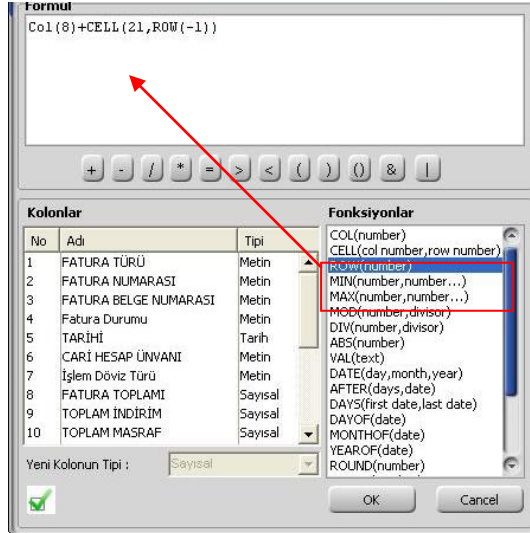 Formül
Col(8)+CELL(21,ROW(-1))
+ - / * = > < ( ) () & |
Kolonlar
No Adı Tipi
1 FATURA TÜRÜ Metin
2 FATURA NUMARASI Metin
3 FATURA BELGE NUMARASI Metin
4 Fatura Durumu Metin
5 TARİHİ Tarih
6 CARİ HESAP ÜNVANI Metin
7 İşlem Döviz Türü Metin
8 FATURA TOPLAMI Sayısal
9 TOPLAM İNDİRİM Sayısal
10 TOPLAM MASRAF Sayısal
Yeni Kolonun Tipi : Sayısal
Fonksiyonlar
COL(number)
CELL(col number,row number)
ROW(number)
MIN(number,number...)
MAX(number,number...)
MOD(number,divisor)
DIV(number,divisor)
ABS(number)
VAL(text)
DATE(day,month,year)
AFTER(days,date)
DAYS(first date,last date)
DAYOF(date)
MONTHOF(date)
YEAROF(date)
ROUND(number)
OK Cancel